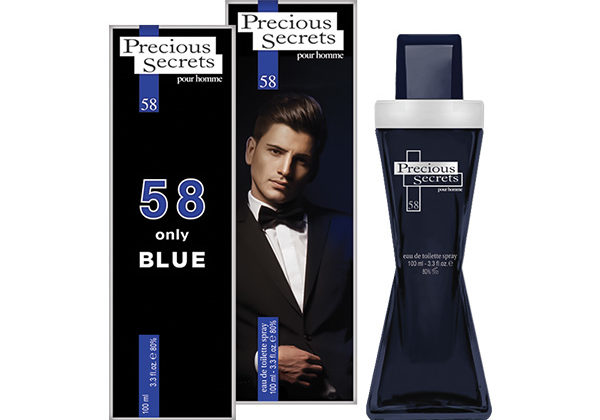 Precious
Secrets
pour homme
58
58
only
BLUE
100 ml 3.3 fl.oz. ℮ 80%
Precious
Secrets
pour homme
58
eau de toilette spray
100 ml - 3.3 fl.oz. ℮ 80%
Precious
Secrets
pour homme
58
eau de toilette spray
100 ml - 3.3 fl.oz. ℮